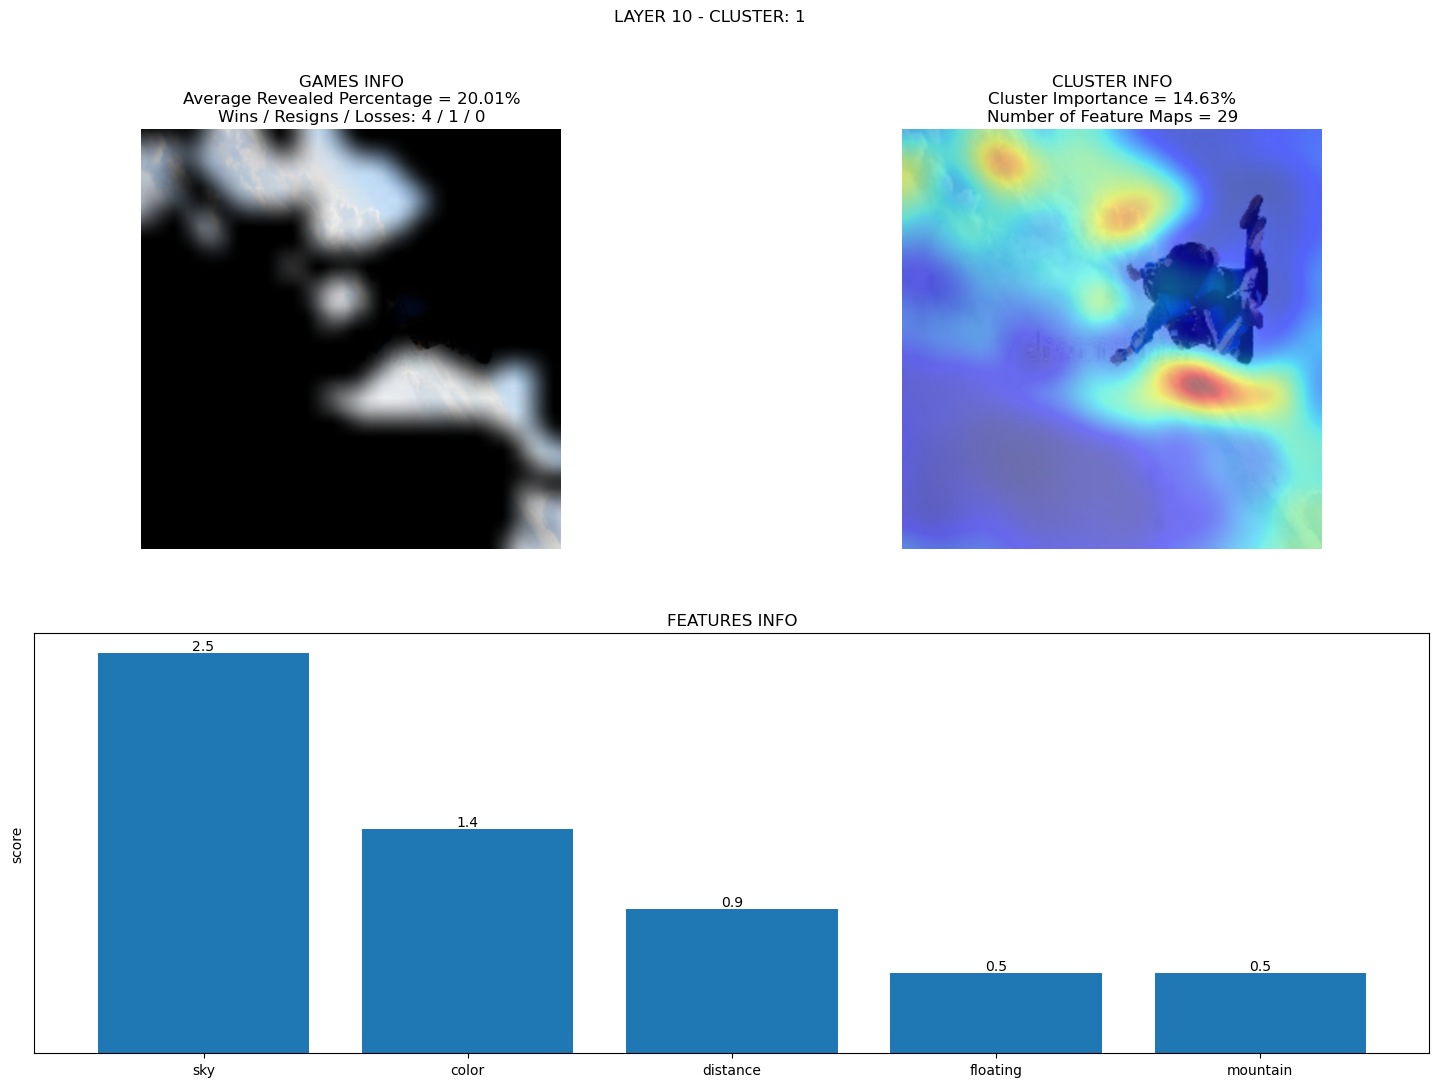 LAYER 10 - CLUSTER: 1
GAMES INFO
Average Revealed Percentage = 20.01%
Wins / Resigns / Losses: 4 / 1 / 0
CLUSTER INFO
Cluster Importance = 14.63%
Number of Feature Maps = 29
FEATURES INFO
score
2.5
1.4
0.9
0.5
0.5
sky
color
distance
floating
mountain